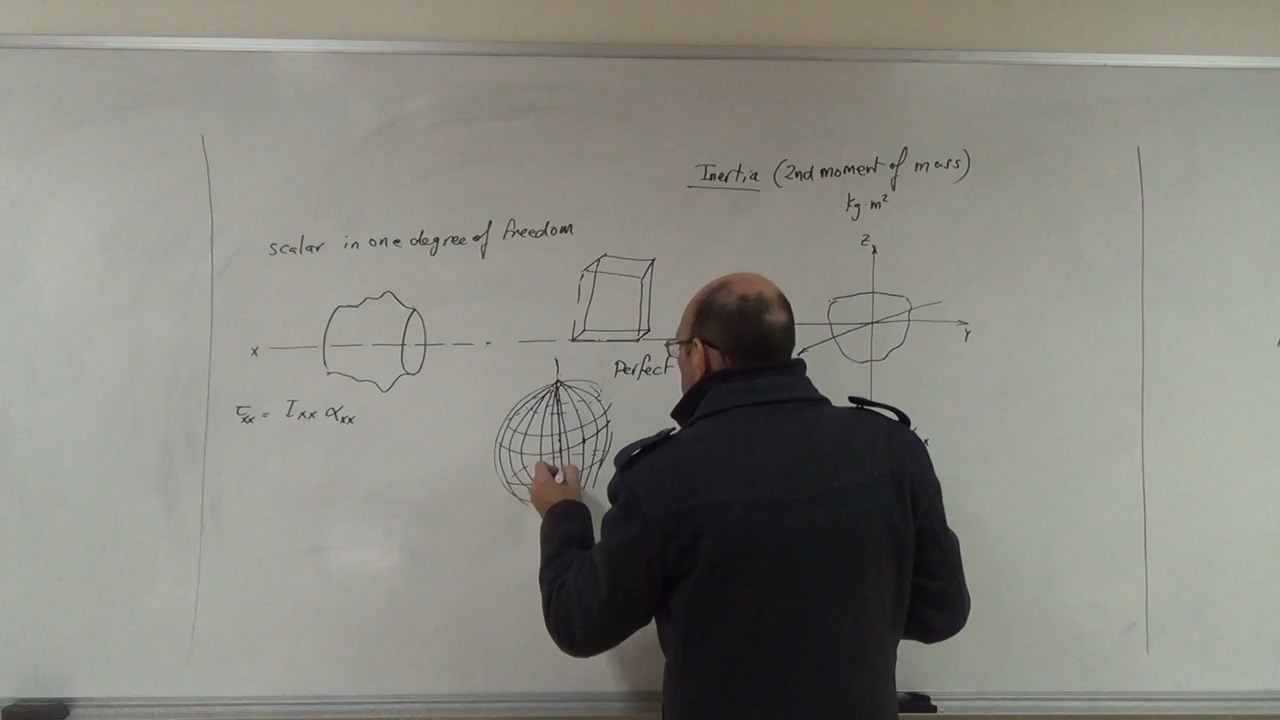 Inertia (2nd moment of mass)
kg·m²
scalar in one degree of freedom
Z
Y
X
Perfect
τxx = Ixx αxx
x